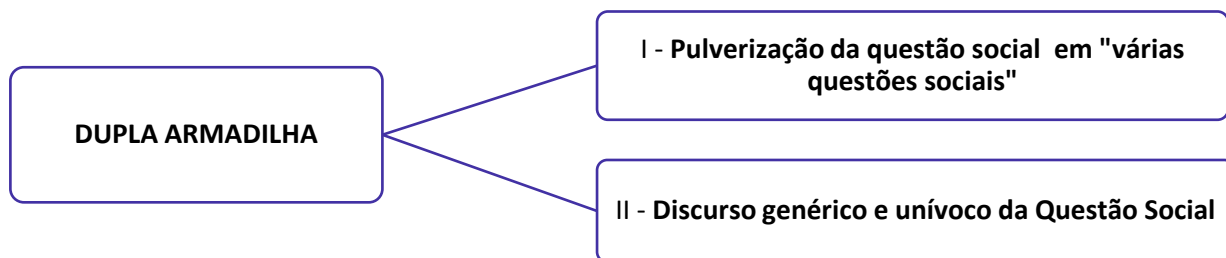 DUPLA ARMADILHA
I - Pulverização da questão social em "várias
questões sociais"
II - Discurso genérico e unívoco da Questão Social